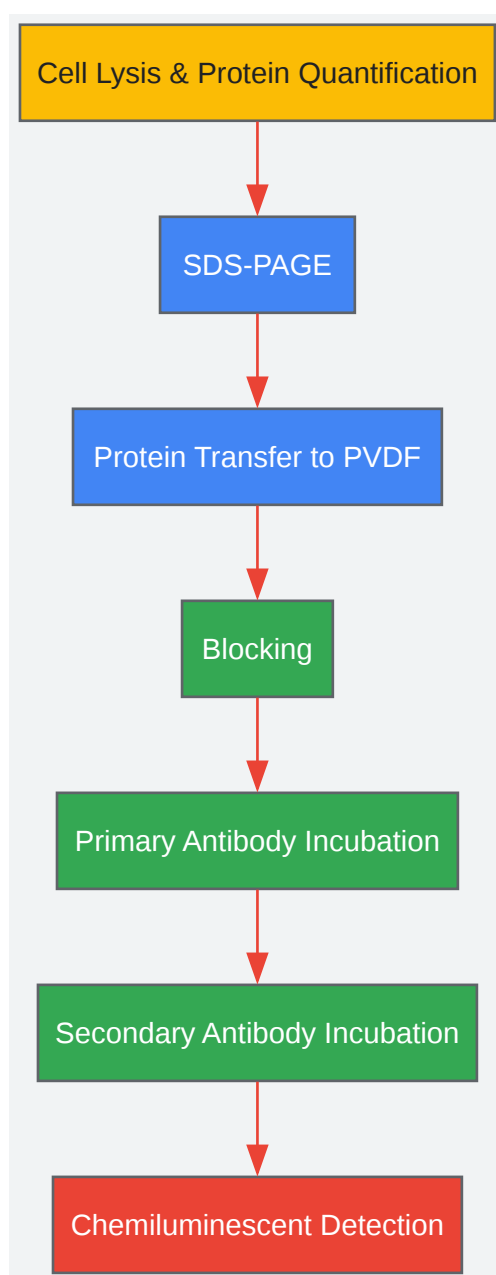 Cell Lysis & Protein Quantification
SDS-PAGE
Protein Transfer to PVDF
Blocking
Primary Antibody Incubation
Secondary Antibody Incubation
Chemiluminescent Detection